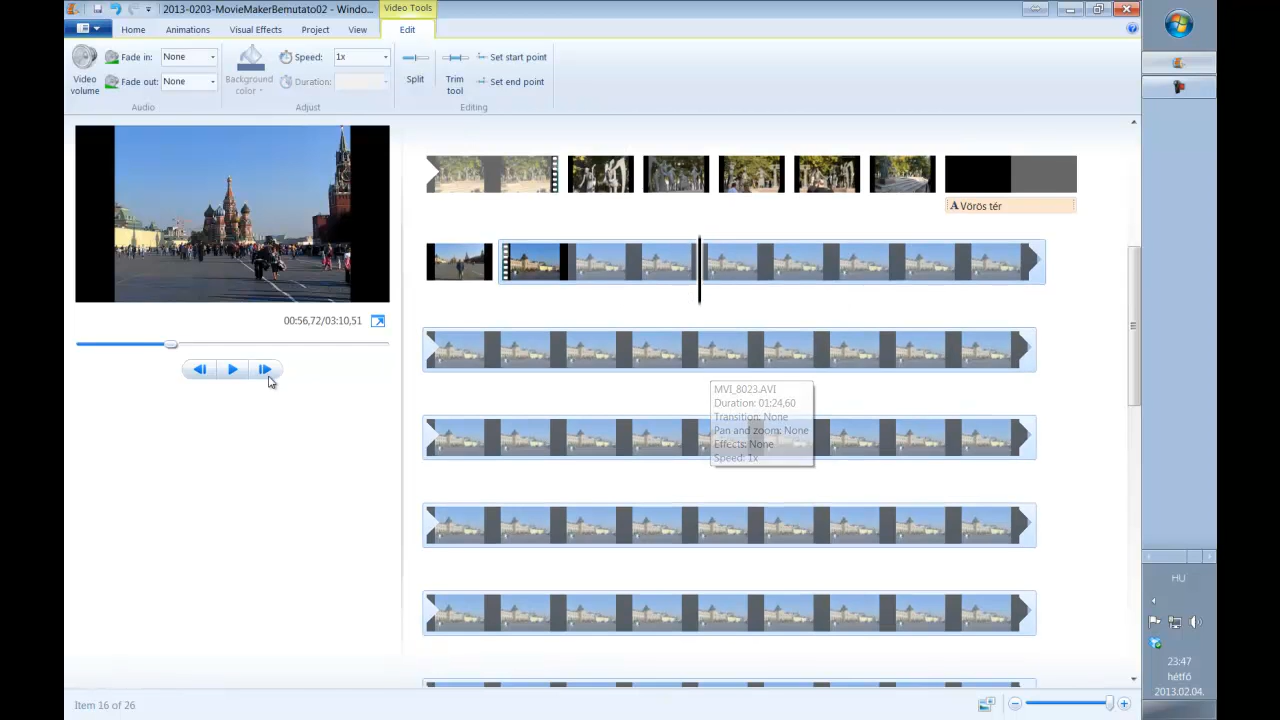 2013-0203-MovieMakerBemutato02 - Windo...
Video Tools
Home
Animations
Visual Effects
Project
View
Edit
Video volume
Fade in: None
Fade out: None
Audio
Background color
Speed: 1x
Duration:
Adjust
Split
Trim tool
Set start point
Set end point
Editing
A Vörös tér
00:56,72/03:10,51
MVI_8023.AVI
Duration: 01:24,60
Transition: None
Pan and zoom: None
Effects: None
Speed: 1x
HU
23:47
hétfő
2013.02.04.
Item 16 of 26